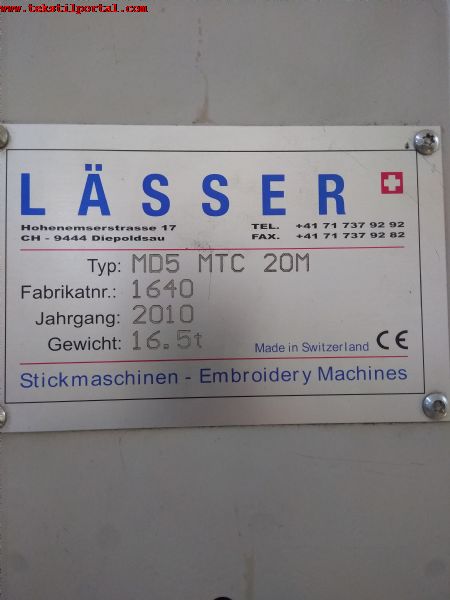 www.tekstilportal.com
LÄSSER
Hohenemserstrasse 17 TEL. +41 71 737 92 92
CH - 9444 Diepoldsau FAX. +41 71 737 92 82
Typ: MD5 MTC 20M
Fabrikatnr.: 1640
Jahrgang: 2010
Gewicht: 16.5t Made in Switzerland CE
Stickmaschinen - Embroidery Machines